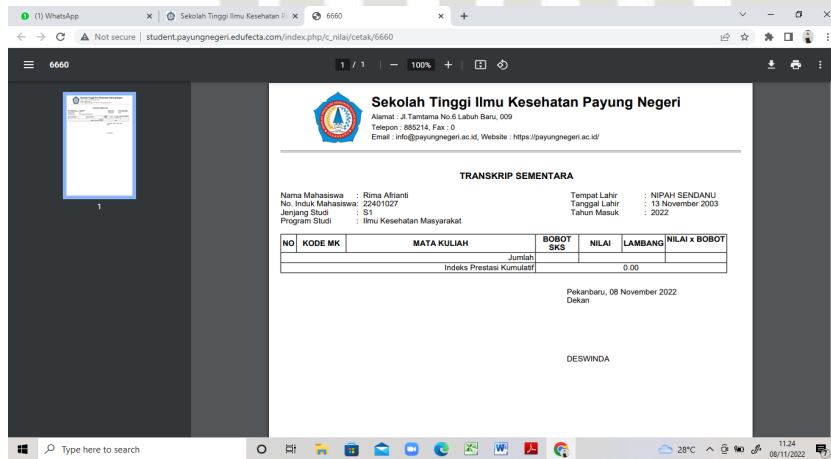 (1) WhatsApp
Sekolah Tinggi Ilmu Kesehatan P
6660
Not secure | student.payungnegeri.edufecta.com/index.php/c_nilai/cetak/6660
6660
1 / 1
100%
1
Sekolah Tinggi Ilmu Kesehatan Payung Negeri
Alamat : Jl.Tamtama No.6 Labuh Baru, 009
Telepon : 885214, Fax : 0
Email : info@payungnegeri.ac.id, Website : https://payungnegeri.ac.id/
TRANSKRIP SEMENTARA
Nama Mahasiswa : Rima Afrianti Tempat Lahir : NIPAH SENDANU
No. Induk Mahasiswa: 22401027 Tanggal Lahir : 13 November 2003
Jenjang Studi : S1 Tahun Masuk : 2022
Program Studi : Ilmu Kesehatan Masyarakat
NO KODE MK MATA KULIAH BOBOT SKS NILAI LAMBANG NILAI x BOBOT
Jumlah
Indeks Prestasi Kumulatif 0.00
Pekanbaru, 08 November 2022
Dekan
DESWINDA
Type here to search
28°C
11.24
08/11/2022